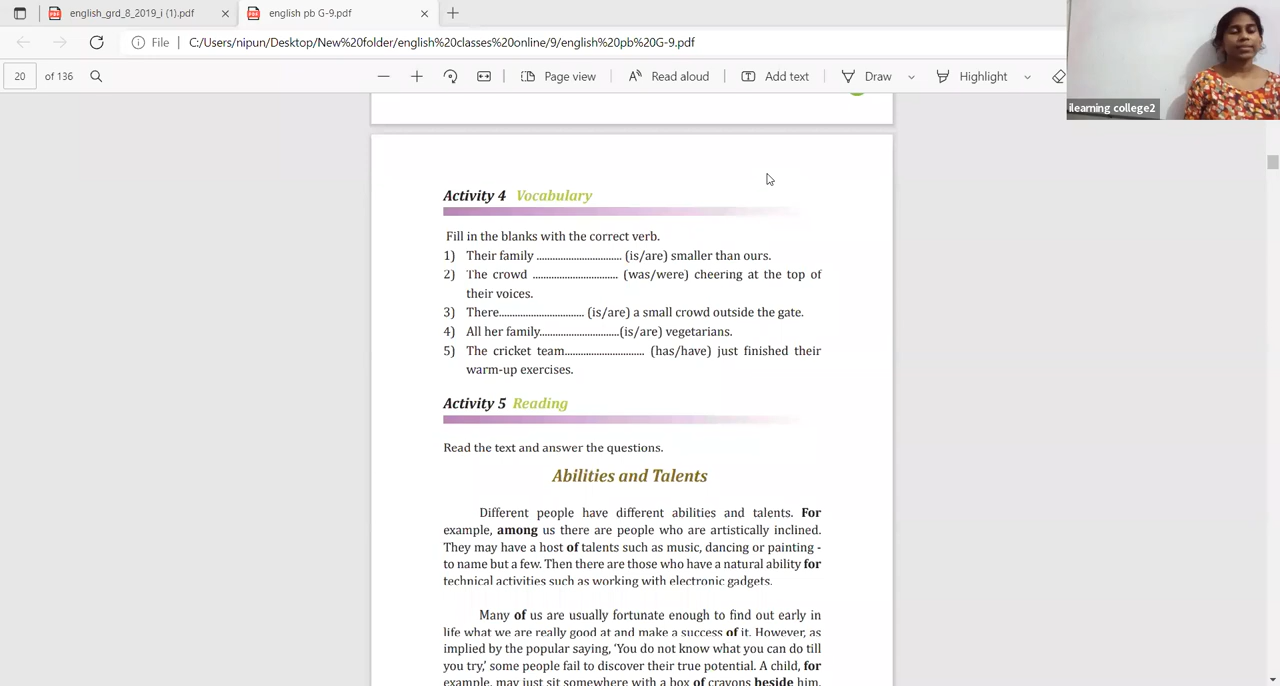 english_grd_8_2019_i (1).pdf
english pb G-9.pdf
File
C:/Users/nipun/Desktop/New%20folder/english%20classes%20online/9/english%20pb%20G-9.pdf
20 of 136
Page view
Read aloud
Add text
Draw
Highlight
ilearning college2
Activity 4 Vocabulary
Fill in the blanks with the correct verb.
1) Their family ................................. (is/are) smaller than ours.
2) The crowd ................................. (was/were) cheering at the top of
their voices.
3) There................................. (is/are) a small crowd outside the gate.
4) All her family...............................(is/are) vegetarians.
5) The cricket team............................... (has/have) just finished their
warm-up exercises.
Activity 5 Reading
Read the text and answer the questions.
Abilities and Talents
Different people have different abilities and talents. For
example, among us there are people who are artistically inclined.
They may have a host of talents such as music, dancing or painting -
to name but a few. Then there are those who have a natural ability for
technical activities such as working with electronic gadgets.
Many of us are usually fortunate enough to find out early in
life what we are really good at and make a success of it. However, as
implied by the popular saying, 'You do not know what you can do till
you try,' some people fail to discover their true potential. A child, for
example, may just sit somewhere with a box of crayons beside him,